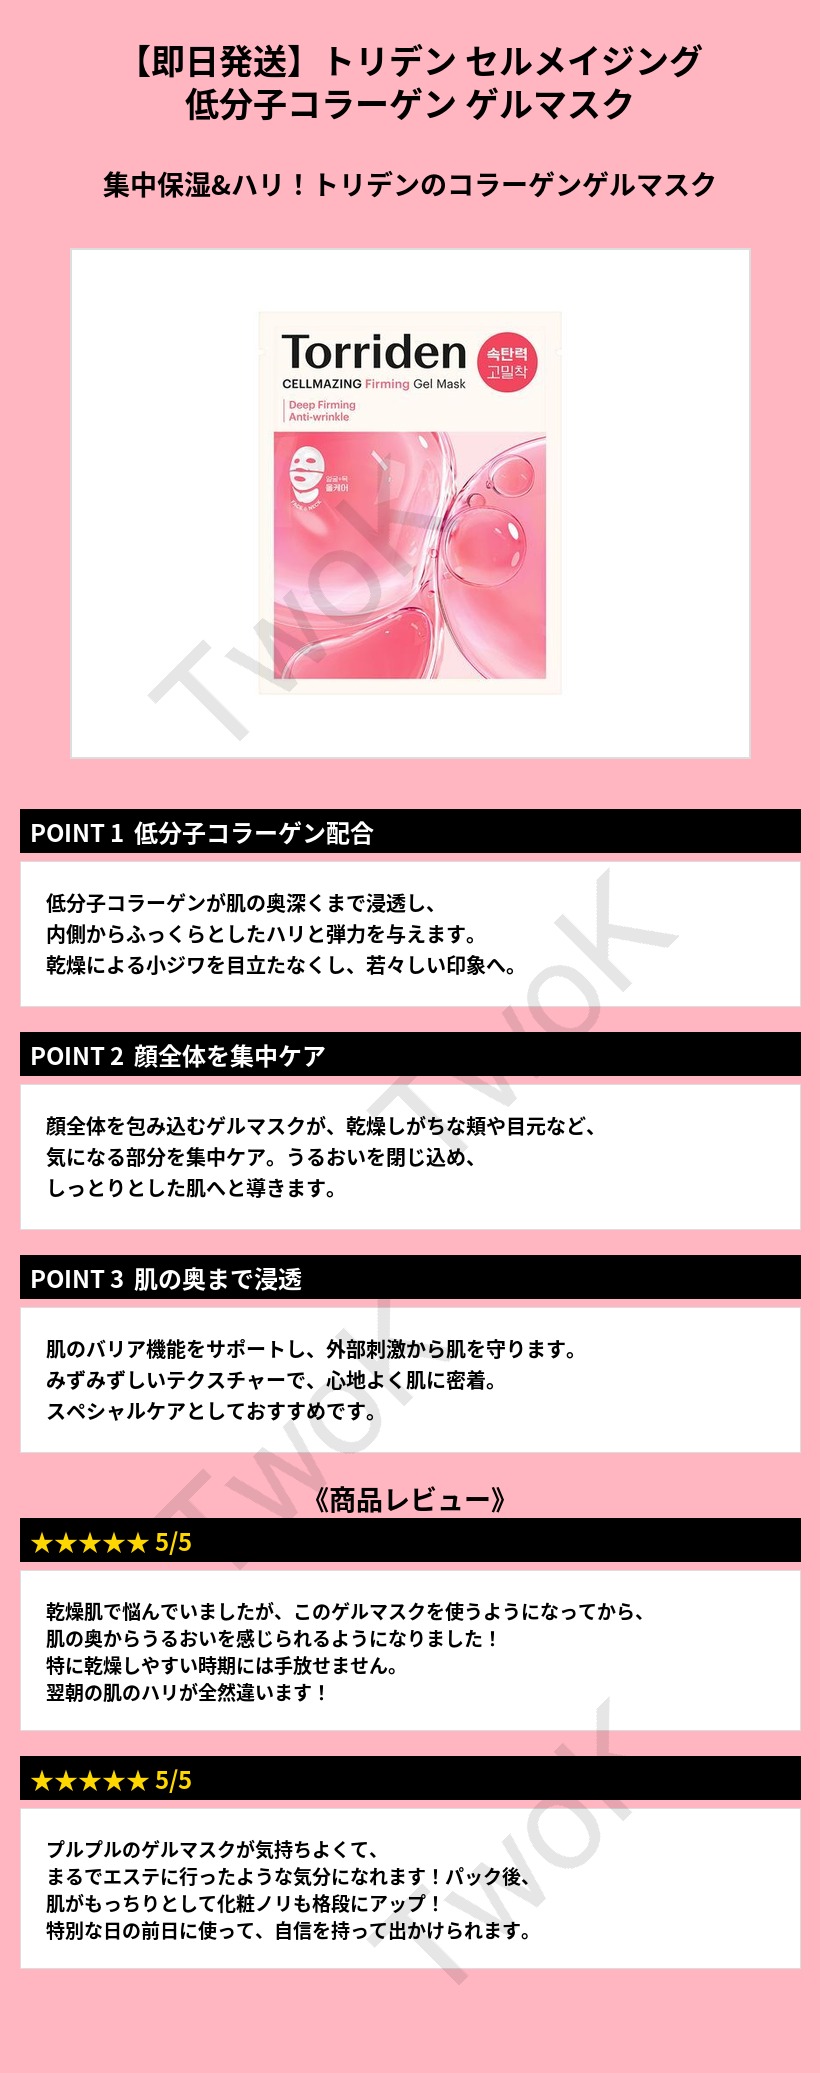 【即日発送】トリデン セルメイジング
低分子コラーゲン ゲルマスク
集中保湿&ハリ！トリデンのコラーゲンゲルマスク
Torriden
속탄력
고밀착
CELLMAZING Firming Gel Mask
Deep Firming
Anti-wrinkle
얼굴+턱
올케어
FACE & NECK
TwoK
POINT 1 低分子コラーゲン配合
低分子コラーゲンが肌の奥深くまで浸透し、
内側からふっくらとしたハリと弾力を与えます。
乾燥による小ジワを目立たなくし、若々しい印象へ。
TwoK
POINT 2 顔全体を集中ケア
顔全体を包み込むゲルマスクが、乾燥しがちな頬や目元など、
気になる部分を集中ケア。うるおいを閉じ込め、
しっとりとした肌へと導きます。
POINT 3 肌の奥まで浸透
肌のバリア機能をサポートし、外部刺激から肌を守ります。
みずみずしいテクスチャーで、心地よく肌に密着。
スペシャルケアとしておすすめです。
TwoK
《商品レビュー》
★★★★★ 5/5
乾燥肌で悩んでいましたが、このゲルマスクを使うようになってから、
肌の奥からうるおいを感じられるようになりました！
特に乾燥しやすい時期には手放せません。
翌朝の肌のハリが全然違います！
★★★★★ 5/5
プルプルのゲルマスクが気持ちよくて、
まるでエステに行ったような気分になれます！パック後、
肌がもっちりとして化粧ノリも格段にアップ！
特別な日の前日に使って、自信を持って出かけられます。
TwoK